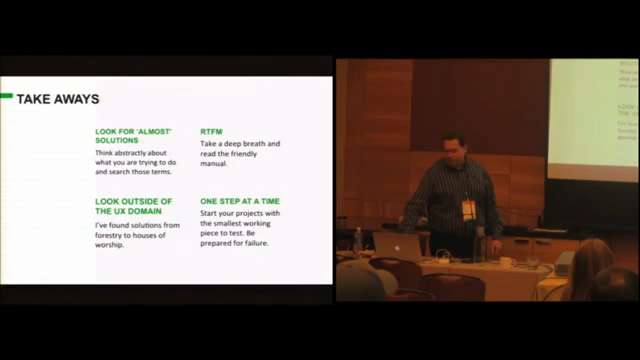 TAKE AWAYS
LOOK FOR 'ALMOST'
SOLUTIONS
Think abstractly about
what you are trying to do
and search those terms.
RTFM
Take a deep breath and
read the friendly
manual.
LOOK OUTSIDE OF
THE UX DOMAIN
I've found solutions from
forestry to houses of
worship.
ONE STEP AT A TIME
Start your projects with
the smallest working
piece to test. Be
prepared for failure.